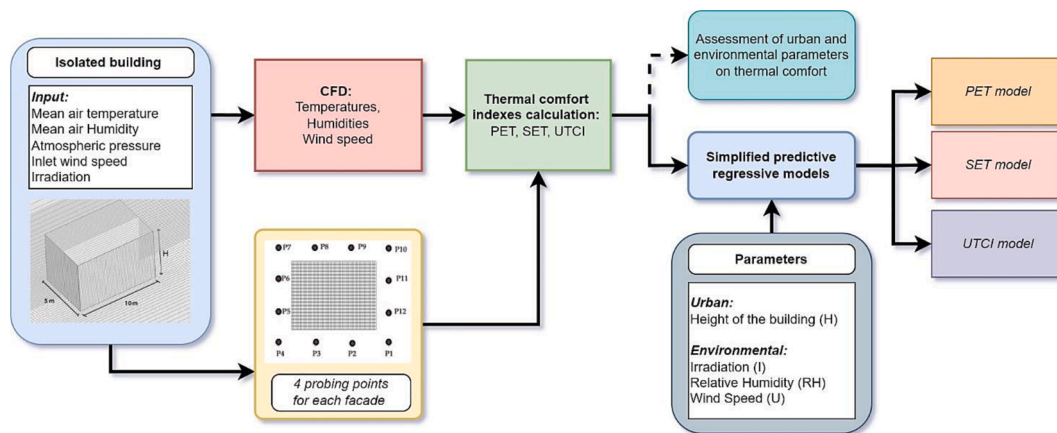 Isolated building
Input:
Mean air temperature
Mean air Humidity
Atmospheric pressure
Inlet wind speed
Irradiation
H
5m
10m
CFD:
Temperatures,
Humidities
Wind speed
P7
P8
P9
P10
P6
P11
P5
P12
P4
P3
P2
P1
4 probing points
for each facade
Thermal comfort
indexes calculation:
PET, SET, UTCI
Assessment of urban and
environmental parameters
on thermal comfort
Simplified predictive
regressive models
Parameters
Urban:
Height of the building (H)
Environmental:
Irradiation (I)
Relative Humidity (RH)
Wind Speed (U)
PET model
SET model
UTCI model